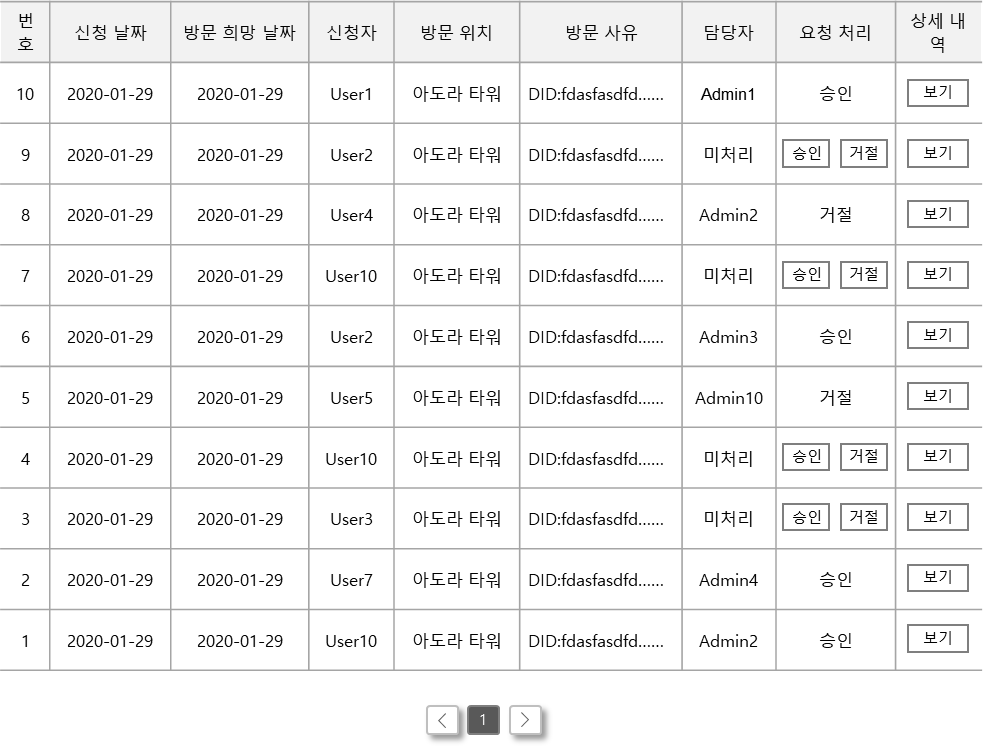 번호 신청 날짜 방문 희망 날짜 신청자 방문 위치 방문 사유 담당자 요청 처리 상세 내역
10 2020-01-29 2020-01-29 User1 아도라 타워 DID:fdasfasdfd...... Admin1 승인 보기
9 2020-01-29 2020-01-29 User2 아도라 타워 DID:fdasfasdfd...... 미처리 승인 거절 보기
8 2020-01-29 2020-01-29 User4 아도라 타워 DID:fdasfasdfd...... Admin2 거절 보기
7 2020-01-29 2020-01-29 User10 아도라 타워 DID:fdasfasdfd...... 미처리 승인 거절 보기
6 2020-01-29 2020-01-29 User2 아도라 타워 DID:fdasfasdfd...... Admin3 승인 보기
5 2020-01-29 2020-01-29 User5 아도라 타워 DID:fdasfasdfd...... Admin10 거절 보기
4 2020-01-29 2020-01-29 User10 아도라 타워 DID:fdasfasdfd...... 미처리 승인 거절 보기
3 2020-01-29 2020-01-29 User3 아도라 타워 DID:fdasfasdfd...... 미처리 승인 거절 보기
2 2020-01-29 2020-01-29 User7 아도라 타워 DID:fdasfasdfd...... Admin4 승인 보기
1 2020-01-29 2020-01-29 User10 아도라 타워 DID:fdasfasdfd...... Admin2 승인 보기
1